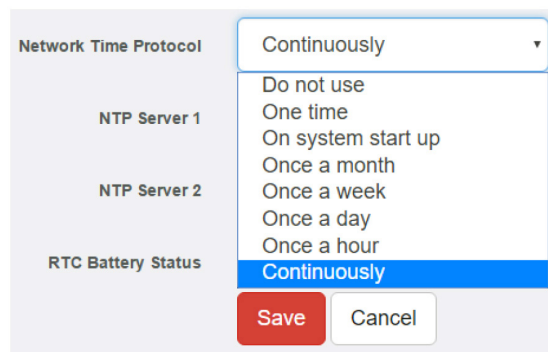 Network Time Protocol
Continuously
Do not use
One time
NTP Server 1
On system start up
Once a month
NTP Server 2
Once a week
Once a day
Once a hour
RTC Battery Status
Continuously
Save
Cancel